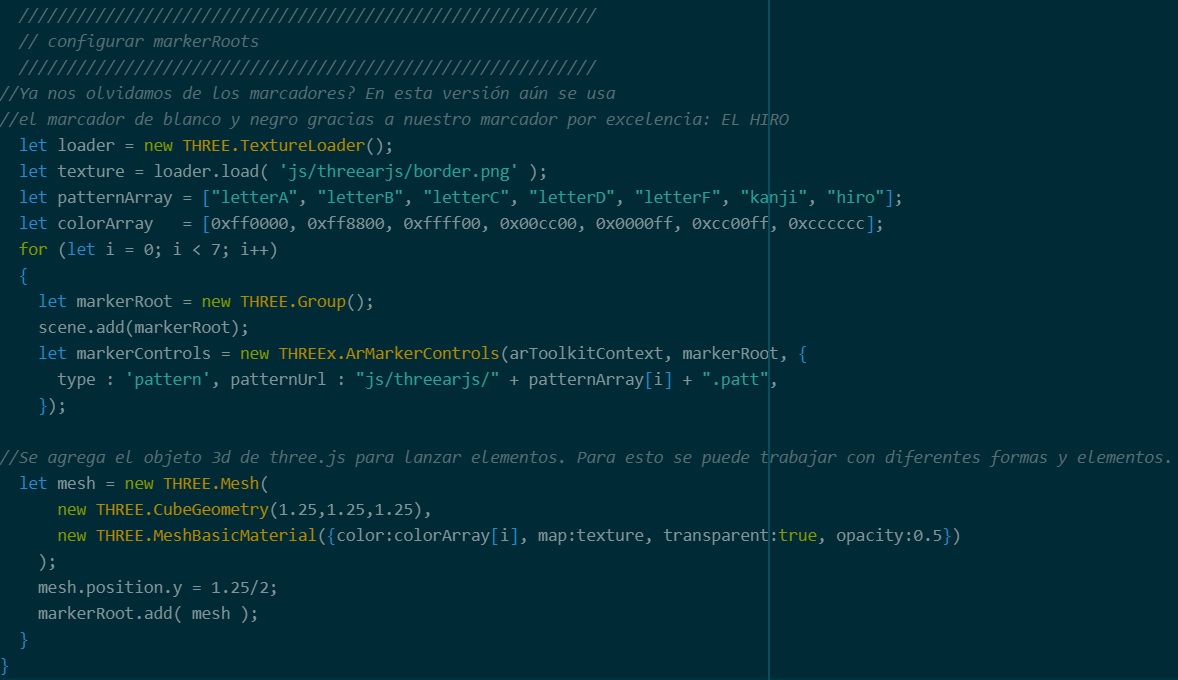 ////////////////////////////////////////////////////////////
// configurar markerRoots
////////////////////////////////////////////////////////////
//Ya nos olvidamos de los marcadores? En esta versión aún se usa
//el marcador de blanco y negro gracias a nuestro marcador por excelencia: EL HIRO
let loader = new THREE.TextureLoader();
let texture = loader.load( 'js/threearjs/border.png' );
let patternArray = ["letterA", "letterB", "letterC", "letterD", "letterF", "kanji", "hiro"];
let colorArray   = [0xff0000, 0xff8800, 0xffff00, 0x00cc00, 0x0000ff, 0xcc00ff, 0xcccccc];
for (let i = 0; i < 7; i++)
{
let markerRoot = new THREE.Group();
scene.add(markerRoot);
let markerControls = new THREEx.ArMarkerControls(arToolkitContext, markerRoot, {
type : 'pattern', patternUrl : "js/threearjs/" + patternArray[i] + ".patt",
});
//Se agrega el objeto 3d de three.js para lanzar elementos. Para esto se puede trabajar con diferentes formas y elementos.
let mesh = new THREE.Mesh(
new THREE.CubeGeometry(1.25,1.25,1.25),
new THREE.MeshBasicMaterial({color:colorArray[i], map:texture, transparent:true, opacity:0.5})
);
mesh.position.y = 1.25/2;
markerRoot.add( mesh );
}
}